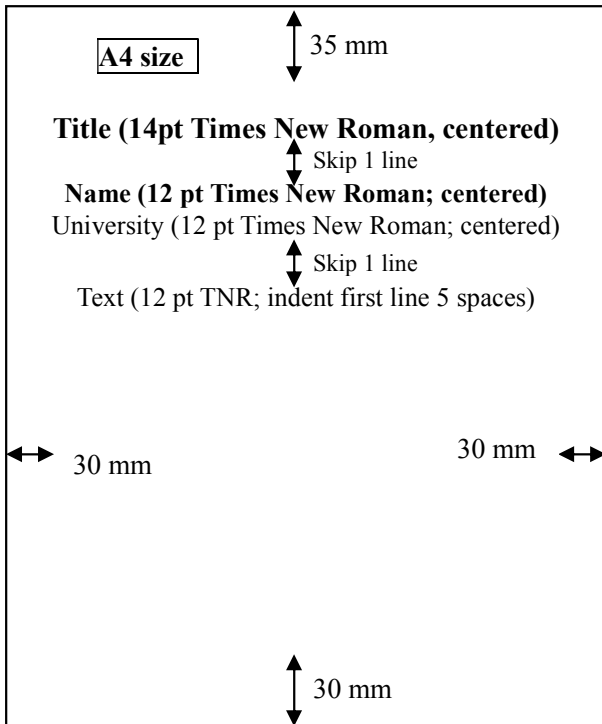 35 mm
A4 size
Title (14pt Times New Roman, centered)
Skip 1 line
Name (12 pt Times New Roman; centered)
University (12 pt Times New Roman; centered)
Skip 1 line
Text (12 pt TNR; indent first line 5 spaces)
30 mm
30 mm
30 mm